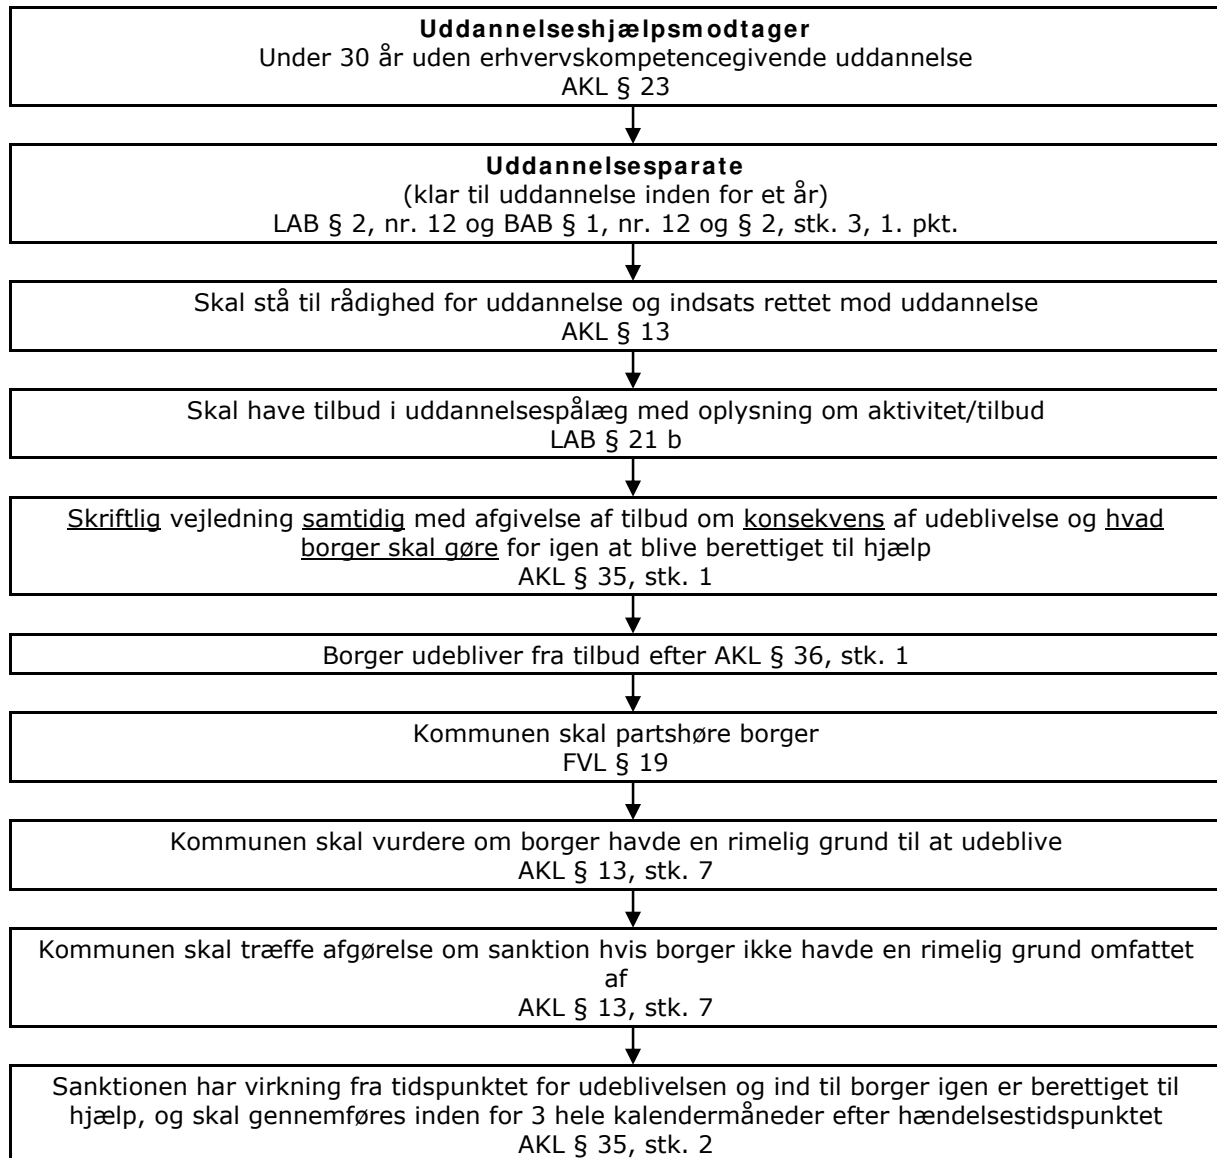 Uddannelseshjælpsmodtager
Under 30 år uden erhvervskompetencegivende uddannelse
AKL § 23
Uddannelsesparate
(klar til uddannelse inden for et år)
LAB § 2, nr. 12 og BAB § 1, nr. 12 og § 2, stk. 3, 1. pkt.
Skal stå til rådighed for uddannelse og indsats rettet mod uddannelse
AKL § 13
Skal have tilbud i uddannelsespålæg med oplysning om aktivitet/tilbud
LAB § 21 b
Skriftlig vejledning samtidig med afgivelse af tilbud om konsekvens af udeblivelse og hvad
borger skal gøre for igen at blive berettiget til hjælp
AKL § 35, stk. 1
Borger udebliver fra tilbud efter AKL § 36, stk. 1
Kommunen skal partshøre borger
FVL § 19
Kommunen skal vurdere om borger havde en rimelig grund til at udeblive
AKL § 13, stk. 7
Kommunen skal træffe afgørelse om sanktion hvis borger ikke havde en rimelig grund omfattet
af
AKL § 13, stk. 7
Sanktionen har virkning fra tidspunktet for udeblivelsen og ind til borger igen er berettiget til
hjælp, og skal gennemføres inden for 3 hele kalendermåneder efter hændelsestidspunktet
AKL § 35, stk. 2